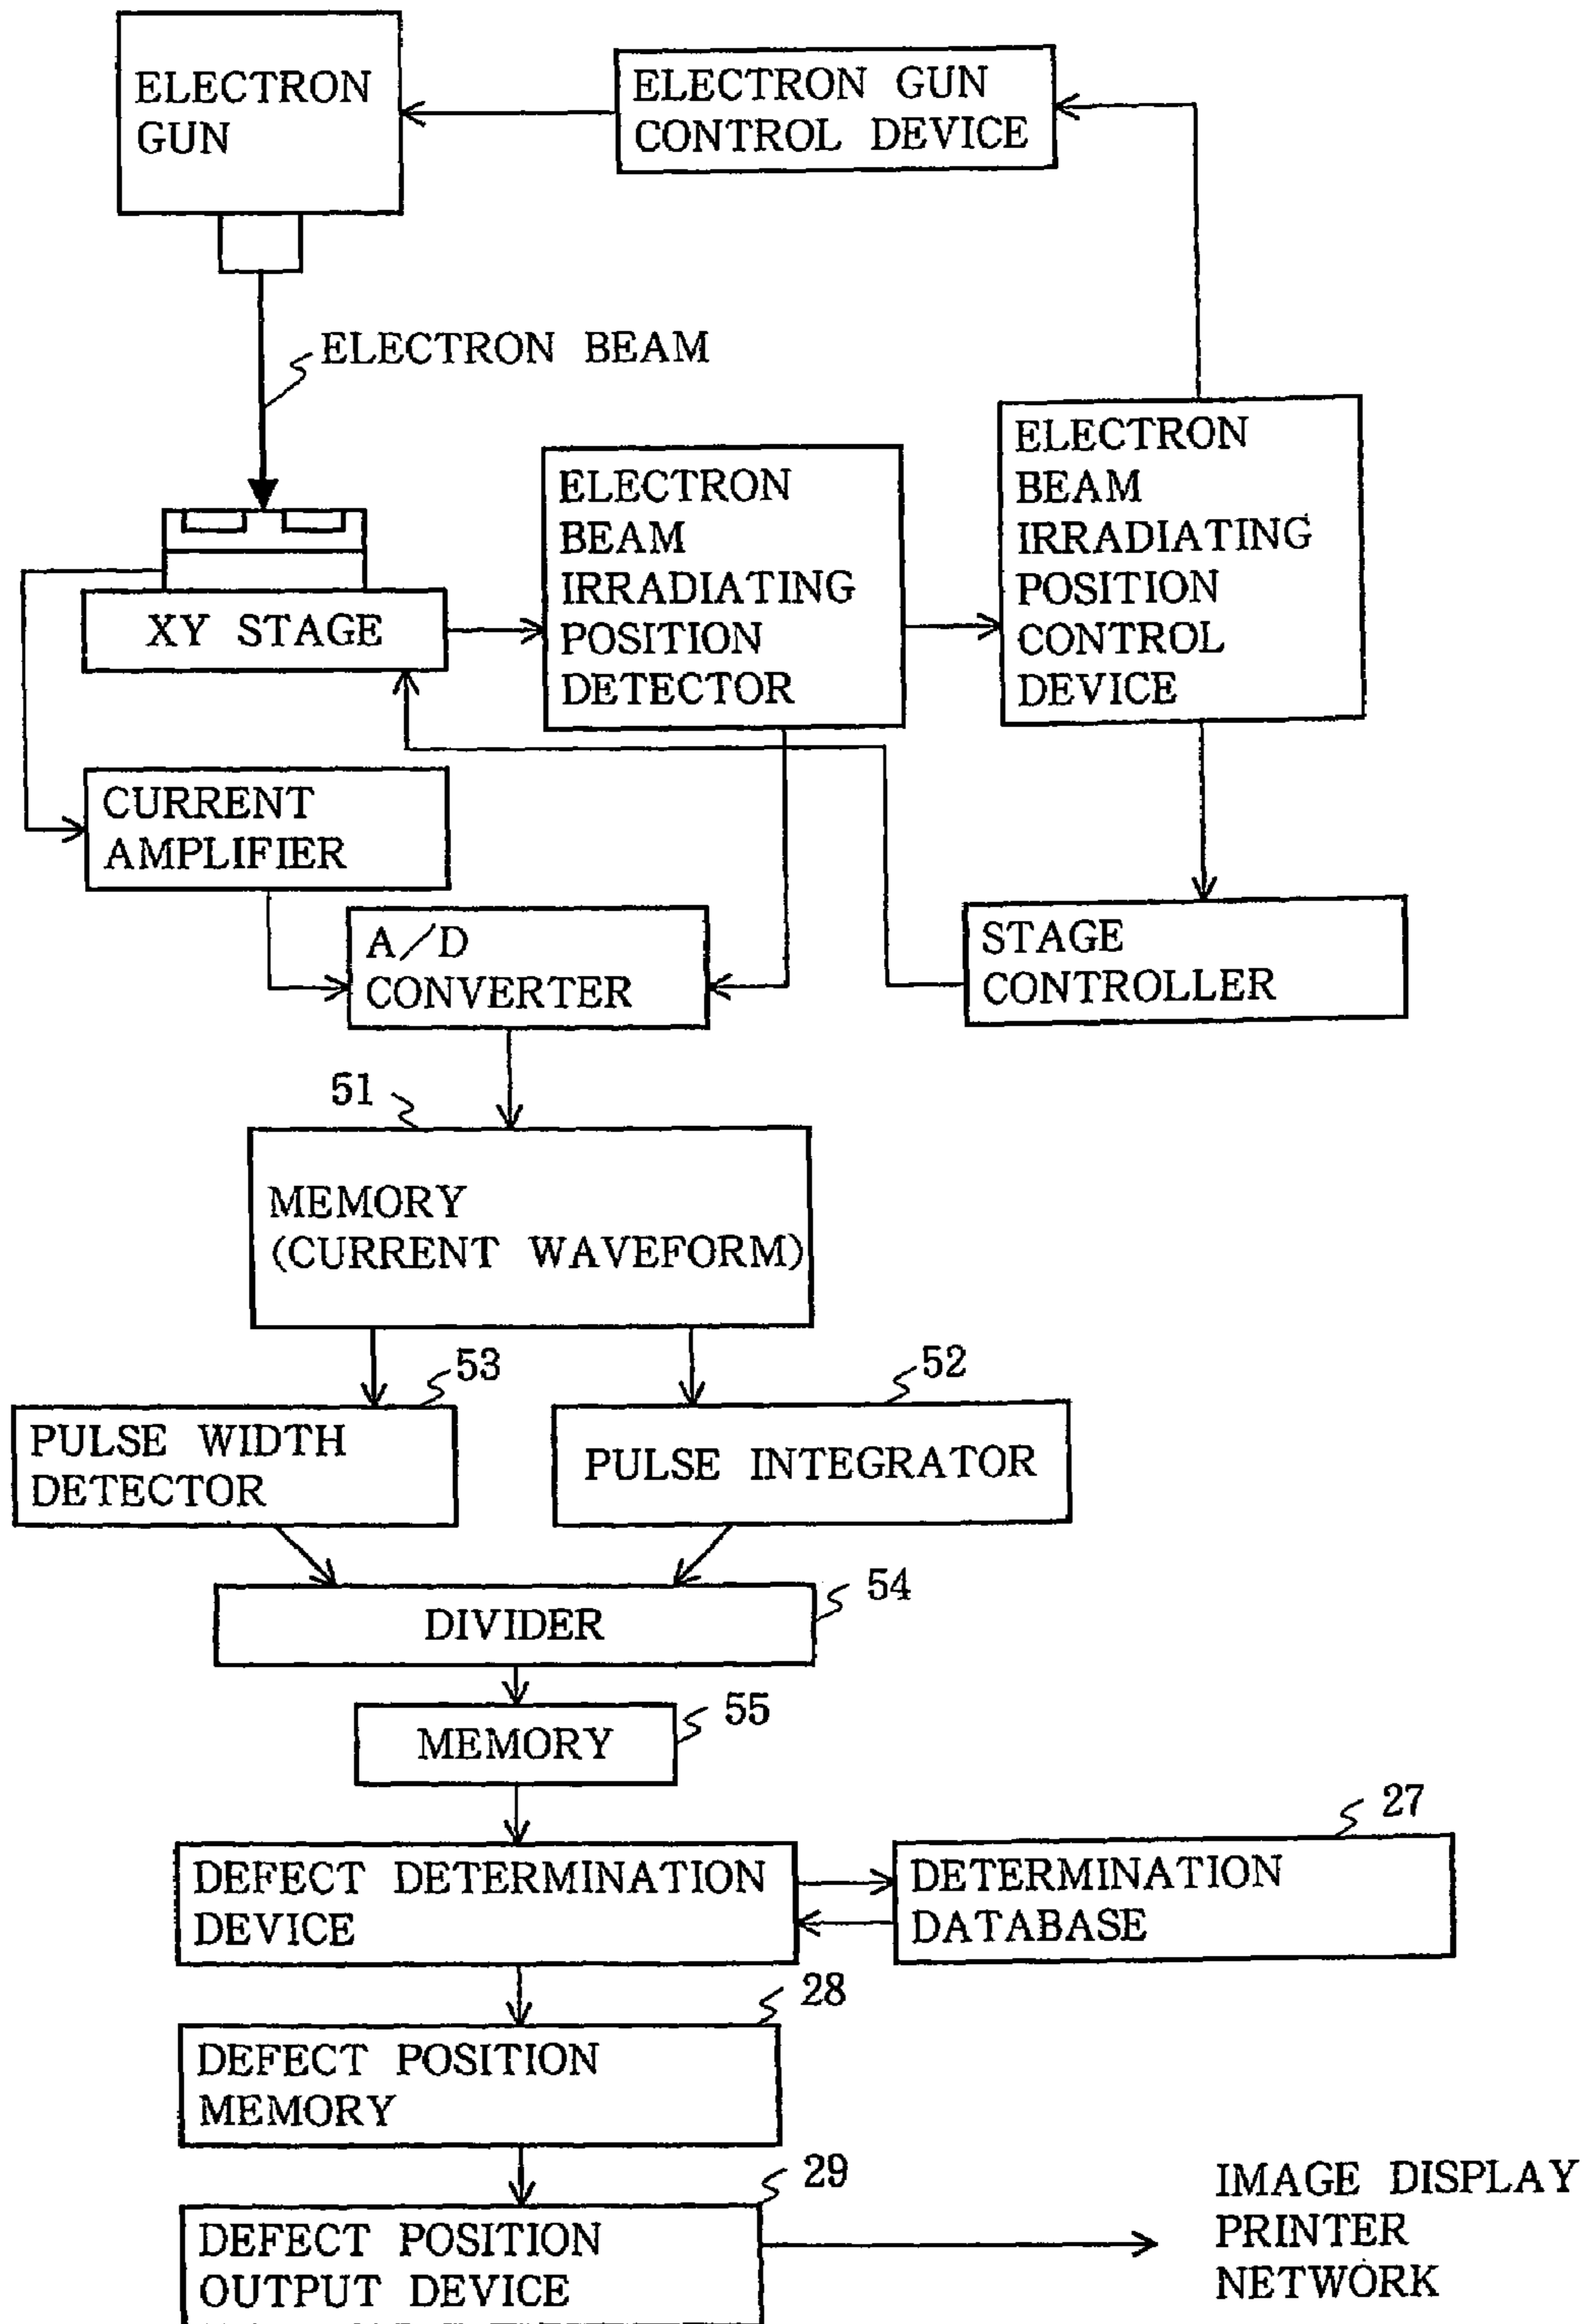 ELECTRON
GUN
ELECTRON GUN
CONTROL DEVICE
ELECTRON BEAM
ELECTRON
BEAM
IRRADIATING
POSITION
DETECTOR
ELECTRON
BEAM
IRRADIATING
POSITION
CONTROL
DEVICE
XY STAGE
CURRENT
AMPLIFIER
A/D
CONVERTER
STAGE
CONTROLLER
51
MEMORY
(CURRENT WAVEFORM)
53
PULSE WIDTH
DETECTOR
52
PULSE INTEGRATOR
54
DIVIDER
55
MEMORY
DEFECT DETERMINATION
DEVICE
27
DETERMINATION
DATABASE
28
DEFECT POSITION
MEMORY
29
DEFECT POSITION
OUTPUT DEVICE
IMAGE DISPLAY
PRINTER
NETWORK